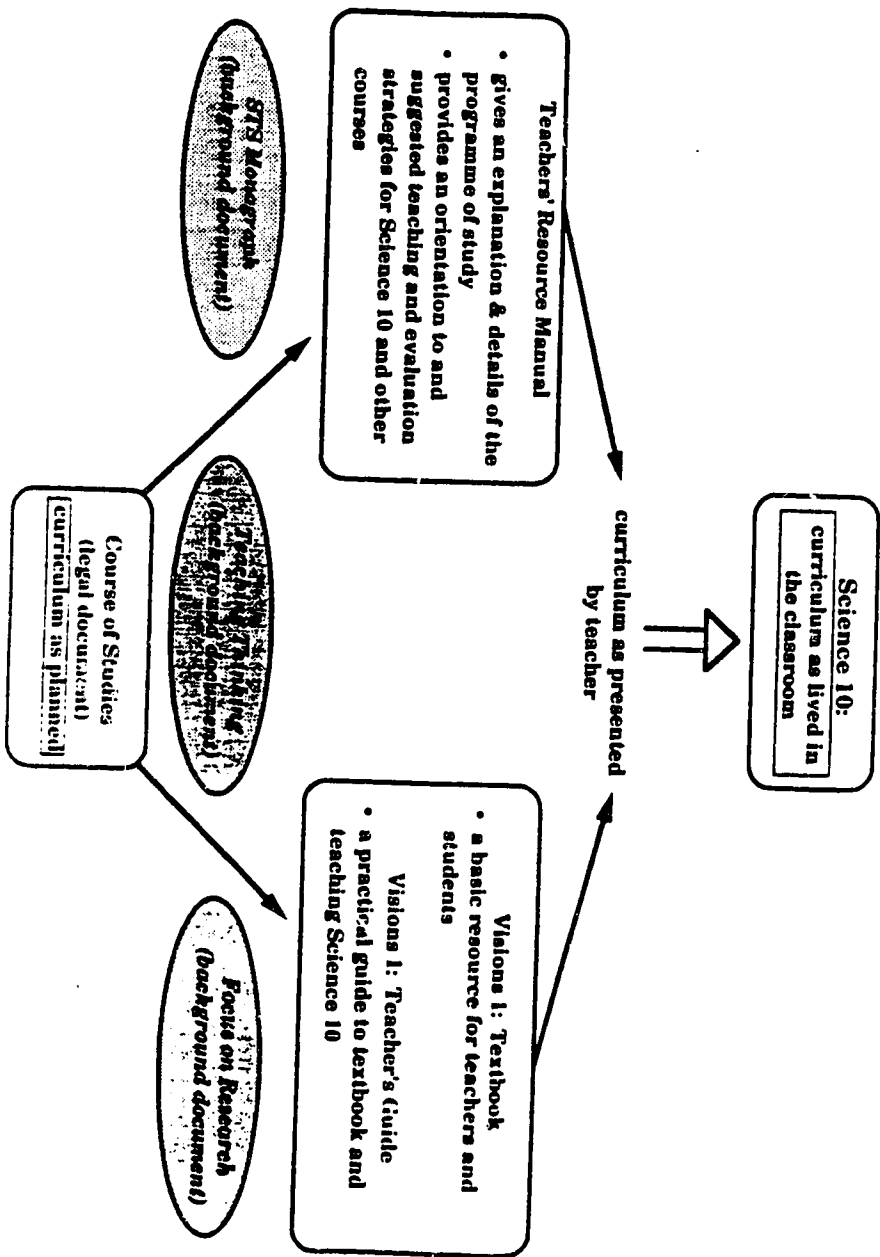 Science 10:
curriculum as lived in
the classroom
curriculum as presented
by teacher
Teachers' Resource Manual
• gives an explanation & details of the
programme of study
• provides an orientation to and
suggested teaching and evaluation
strategies for Science 10 and other
courses
Visions 1: Textbook
• a basic resource for teachers and
students
Visions 1: Teacher's Guide
• a practical guide to textbook and
teaching Science 10
STS Monograph
(background document)
Teaching Thinking
(background document)
Focus on Research
(background document)
Course of Studies
(legal document)
curriculum as planned